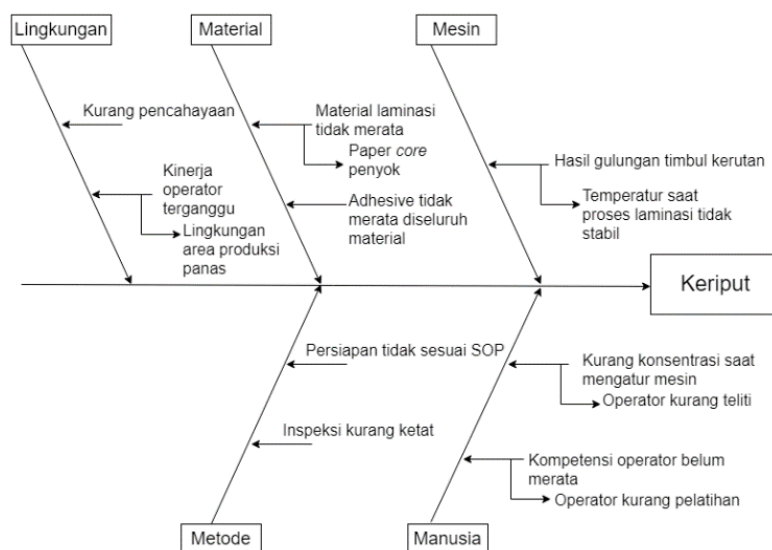 Lingkungan
Material
Mesin
Kurang pencahayaan
Kinerja
operator
terganggu
Lingkungan
area produksi
panas
Material laminasi
tidak merata
Paper core
penyok
Adhesive tidak
merata diseluruh
material
Hasil gulungan timbul kerutan
Temperatur saat
proses laminasi tidak
stabil
Keriput
Persiapan tidak sesuai SOP
Inspeksi kurang ketat
Kurang konsentrasi saat
mengatur mesin
Operator kurang teliti
Kompetensi operator belum
merata
Operator kurang pelatihan
Metode
Manusia